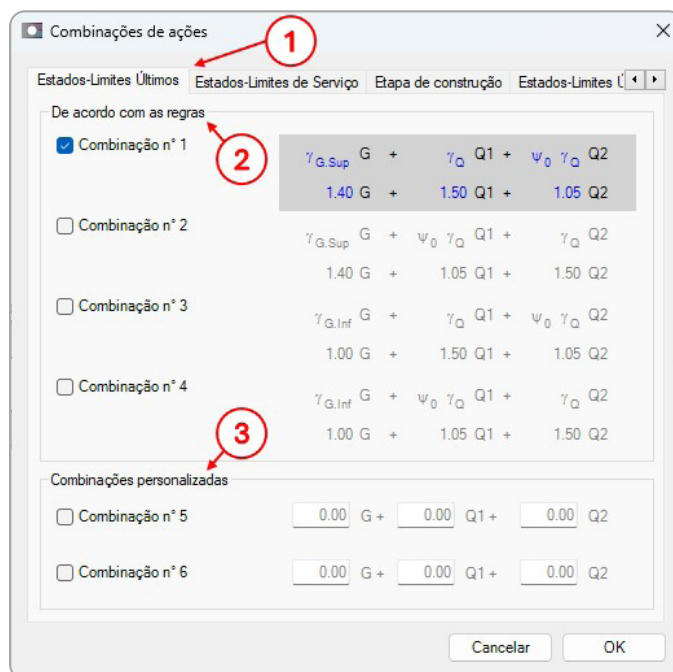 Combinações de ações
1
Estados-Limites Últimos Estados-Limites de Serviço Etapa de construção Estados-Limites Ú
De acordo com as regras
2
Combinação n° 1
γG.Sup G + γQ Q1 + ψ0 γQ Q2
1.40 G + 1.50 Q1 + 1.05 Q2
Combinação n° 2
γG.Sup G + ψ0 γQ Q1 + γQ Q2
1.40 G + 1.05 Q1 + 1.50 Q2
Combinação n° 3
γG.Inf G + γQ Q1 + ψ0 γQ Q2
1.00 G + 1.50 Q1 + 1.05 Q2
Combinação n° 4
γG.Inf G + ψ0 γQ Q1 + γQ Q2
1.00 G + 1.05 Q1 + 1.50 Q2
3
Combinações personalizadas
Combinação n° 5 0.00 G + 0.00 Q1 + 0.00 Q2
Combinação n° 6 0.00 G + 0.00 Q1 + 0.00 Q2
Cancelar OK